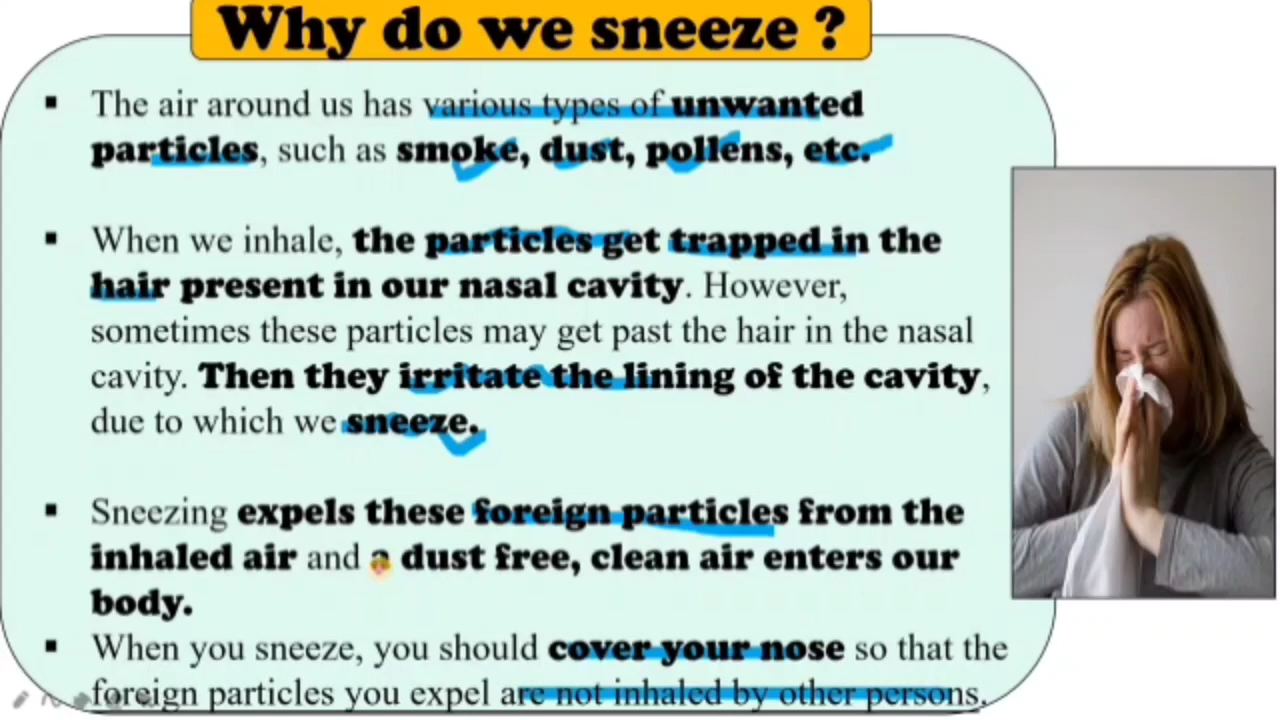 Why do we sneeze ?
▪ The air around us has various types of unwanted
particles, such as smoke, dust, pollens, etc.
▪ When we inhale, the particles get trapped in the
hair present in our nasal cavity. However,
sometimes these particles may get past the hair in the nasal
cavity. Then they irritate the lining of the cavity,
due to which we sneeze.
▪ Sneezing expels these foreign particles from the
inhaled air and a dust free, clean air enters our
body.
▪ When you sneeze, you should cover your nose so that the
foreign particles you expel are not inhaled by other persons.